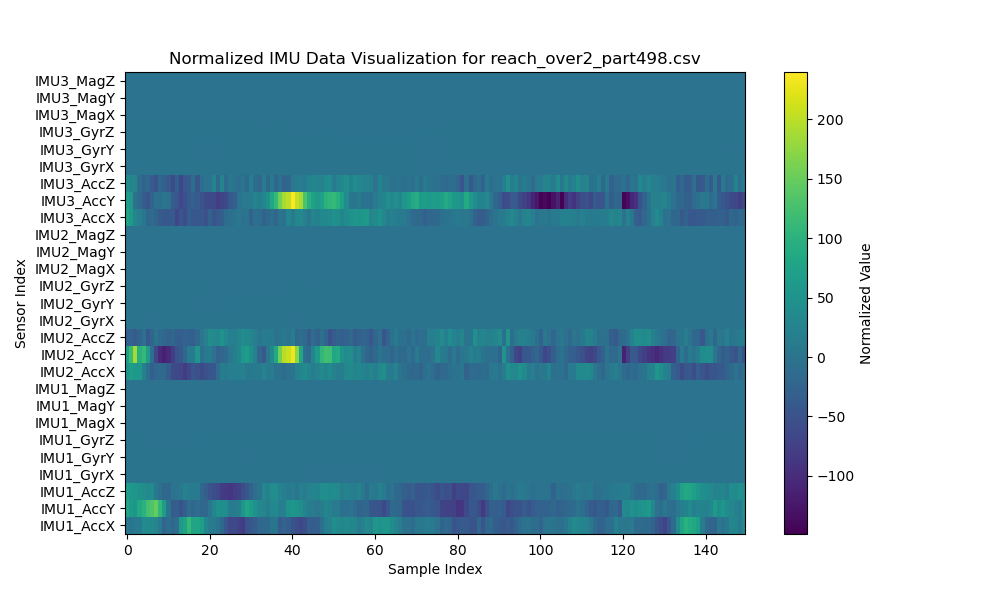 Normalized IMU Data Visualization for reach_over2_part498.csv
Sensor Index
IMU3_MagZ
IMU3_MagY
IMU3_MagX
IMU3_GyrZ
IMU3_GyrY
IMU3_GyrX
IMU3_AccZ
IMU3_AccY
IMU3_AccX
IMU2_MagZ
IMU2_MagY
IMU2_MagX
IMU2_GyrZ
IMU2_GyrY
IMU2_GyrX
IMU2_AccZ
IMU2_AccY
IMU2_AccX
IMU1_MagZ
IMU1_MagY
IMU1_MagX
IMU1_GyrZ
IMU1_GyrY
IMU1_GyrX
IMU1_AccZ
IMU1_AccY
IMU1_AccX
0 20 40 60 80 100 120 140
Sample Index
200
150
100
50
0
−50
−100
Normalized Value